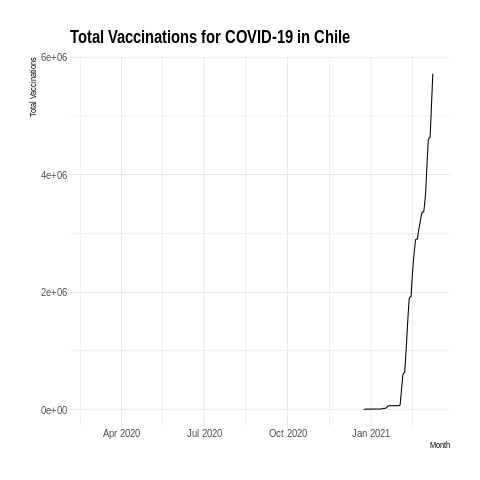 Total Vaccinations for COVID-19 in Chile
Total Vaccinations
6e+06
4e+06
2e+06
0e+00
Apr 2020
Jul 2020
Oct 2020
Jan 2021
Month